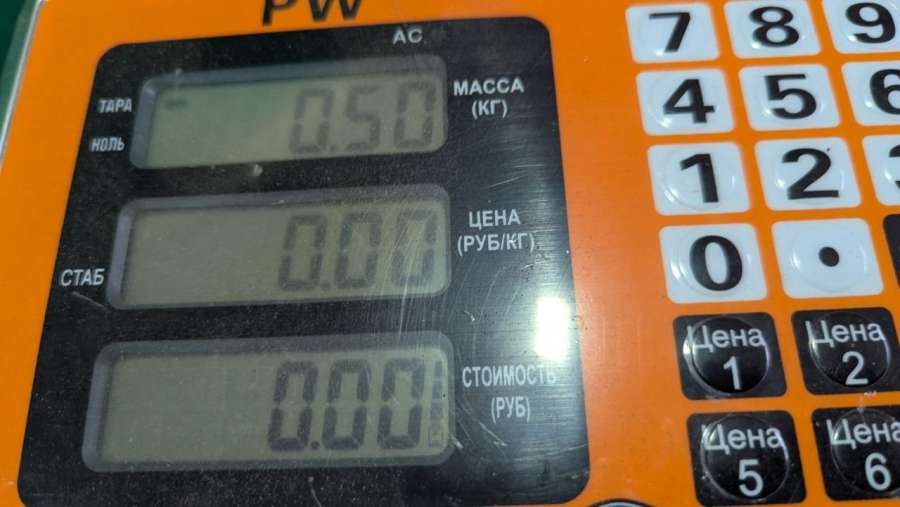 PW
AC
ТАРА
НОЛЬ
0.50
МАССА
(КГ)
СТАБ
0.00
ЦЕНА
(РУБ/КГ)
0.00
СТОИМОСТЬ
(РУБ)
7 8 9
4 5 6
1 2
0 .
Цена
1
Цена
2
Цена
5
Цена
6